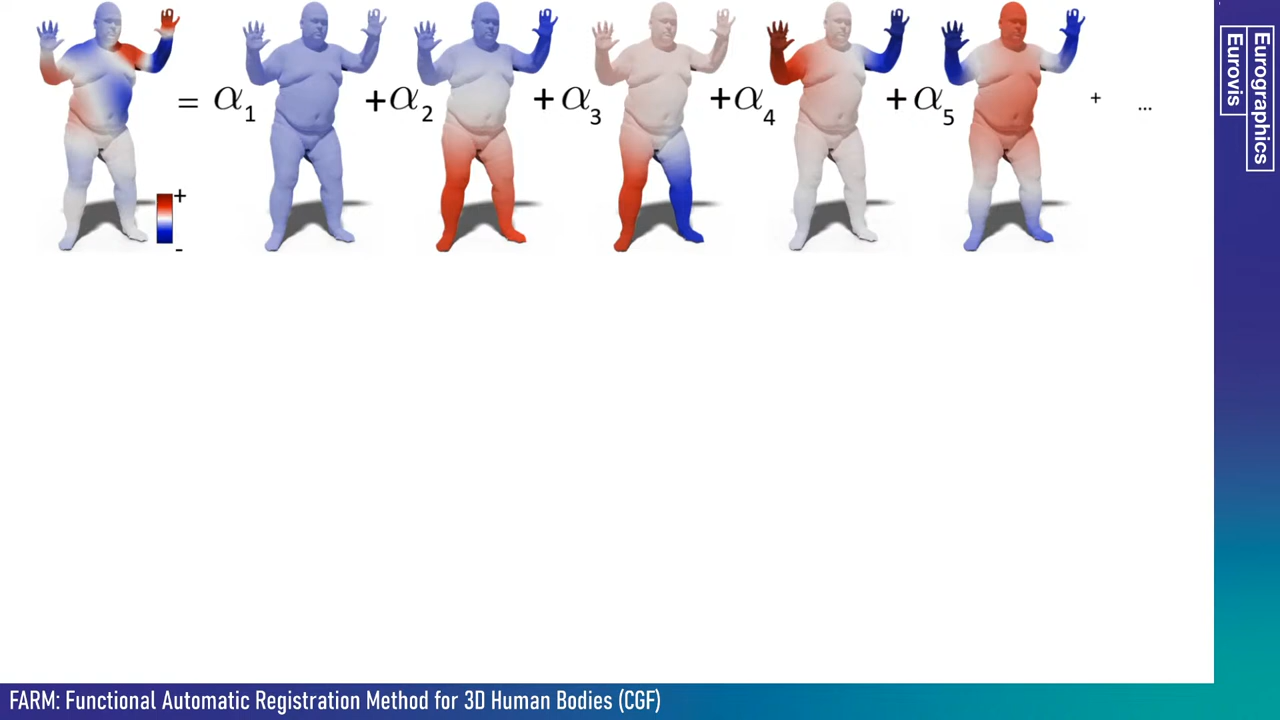 = α1 + α2 + α3 + α4 + α5 + ...
+
-
Eurographics
Eurovis
FARM: Functional Automatic Registration Method for 3D Human Bodies (CGF)